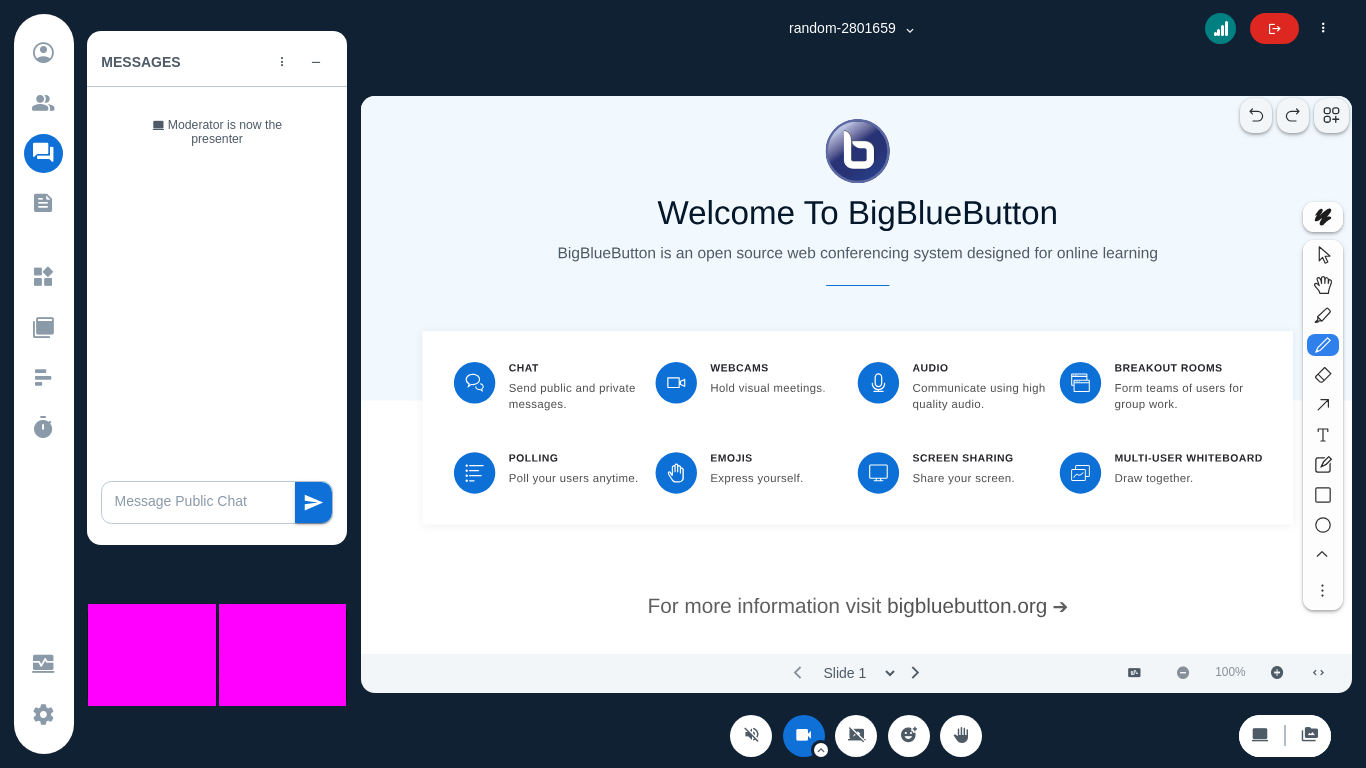 random-2801659
MESSAGES
Moderator is now the
presenter
Message Public Chat
Welcome To BigBlueButton
BigBlueButton is an open source web conferencing system designed for online learning
CHAT
Send public and private
messages.
WEBCAMS
Hold visual meetings.
AUDIO
Communicate using high
quality audio.
BREAKOUT ROOMS
Form teams of users for
group work.
POLLING
Poll your users anytime.
EMOJIS
Express yourself.
SCREEN SHARING
Share your screen.
MULTI-USER WHITEBOARD
Draw together.
For more information visit bigbluebutton.org ➔
Slide 1
100%